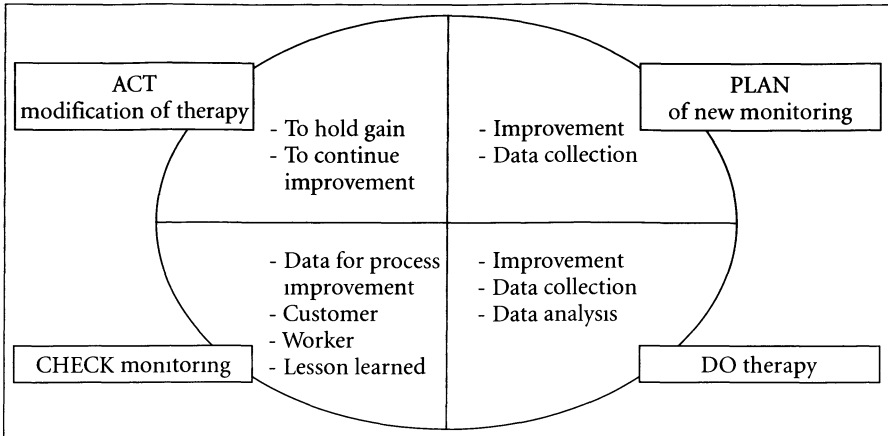 ACT
modification of therapy
- To hold gain
- To continue
improvement
PLAN
of new monitoring
- Improvement
- Data collection
- Data for process
improvement
- Customer
- Worker
- Lesson learned
CHECK monitoring
- Improvement
- Data collection
- Data analysis
DO therapy